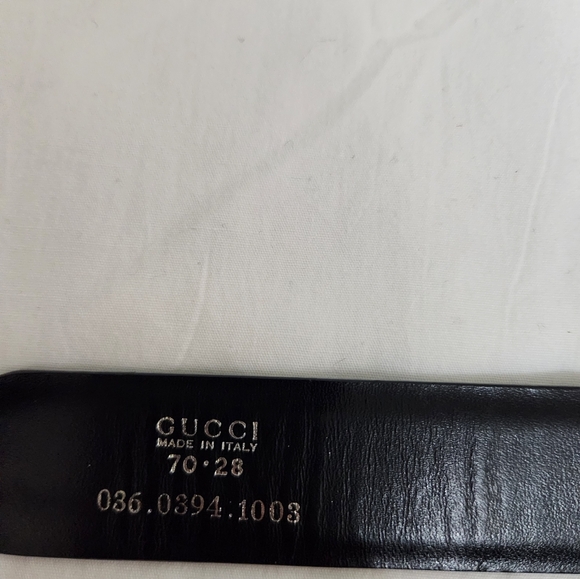 GUCCI
MADE IN ITALY
70·28
036.0394.1003